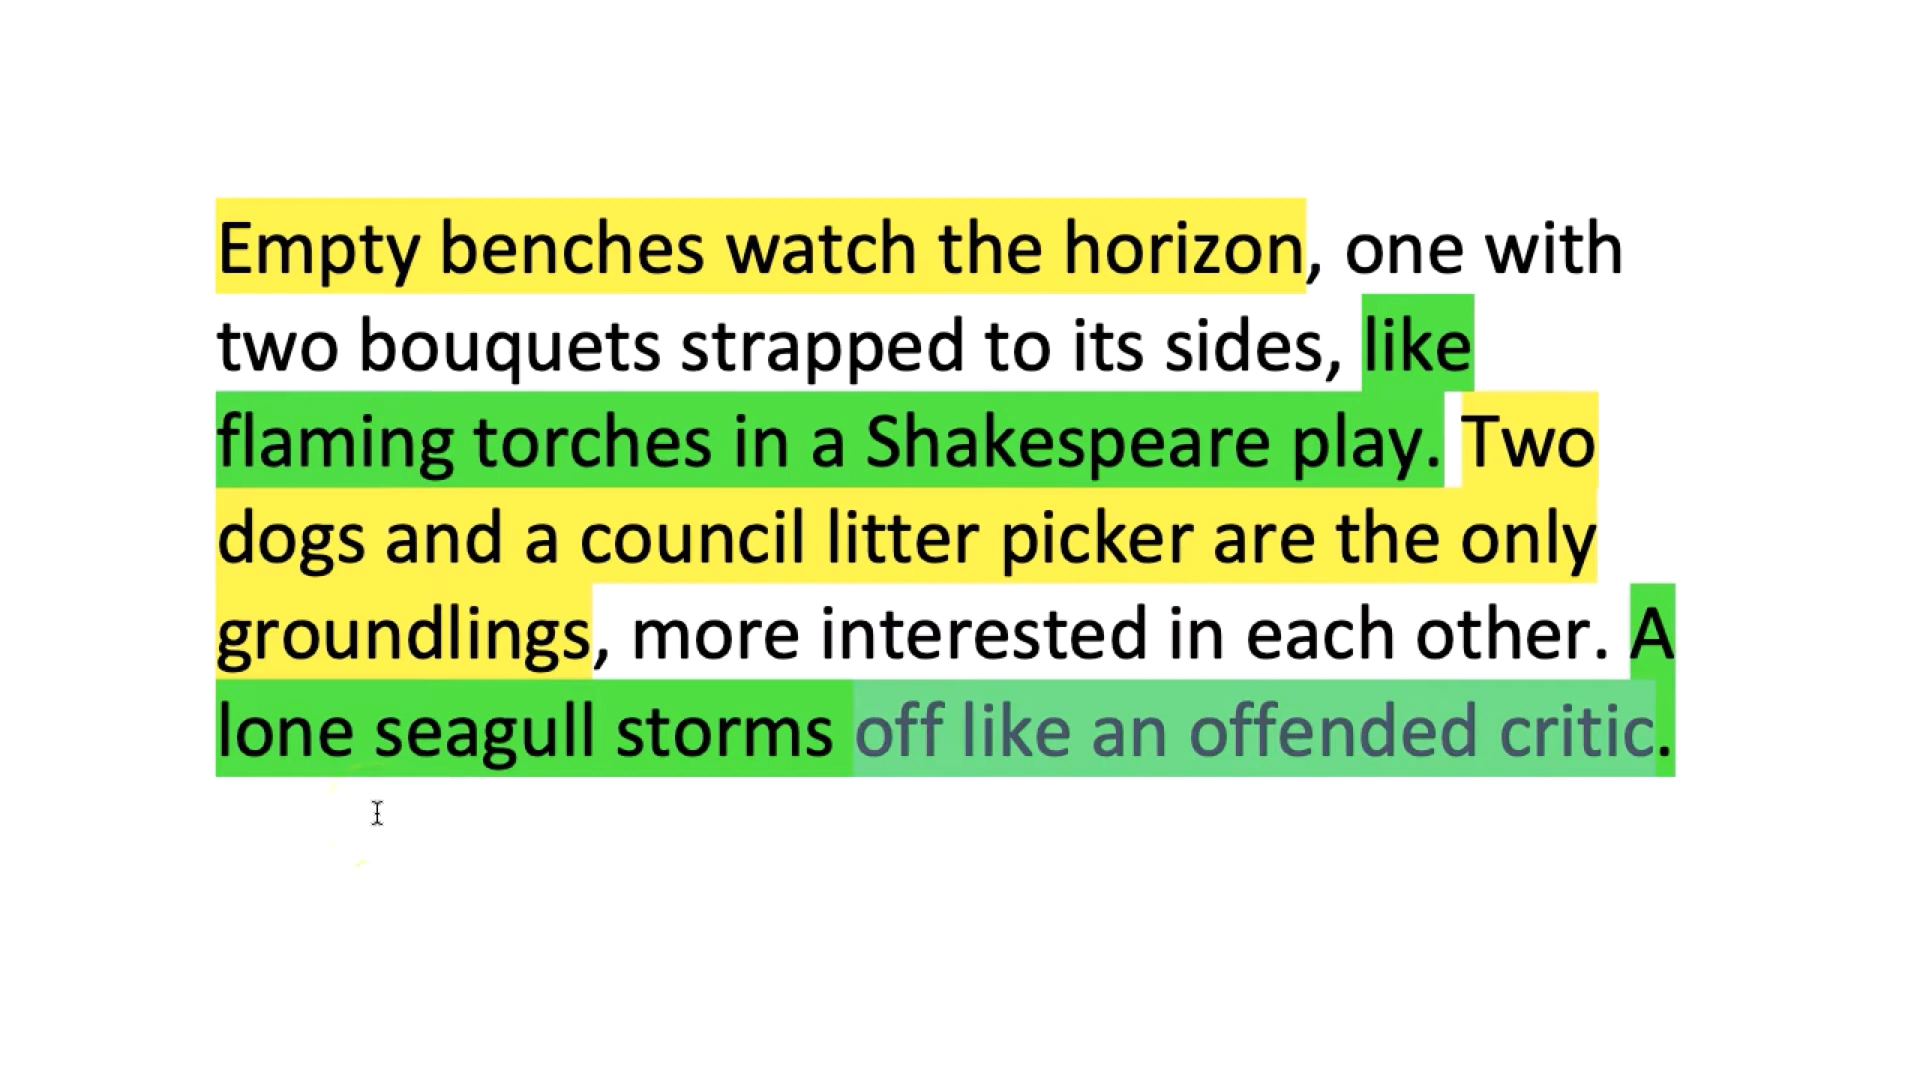 Empty benches watch the horizon, one with
two bouquets strapped to its sides, like
flaming torches in a Shakespeare play. Two
dogs and a council litter picker are the only
groundlings, more interested in each other. A
lone seagull storms off like an offended critic.